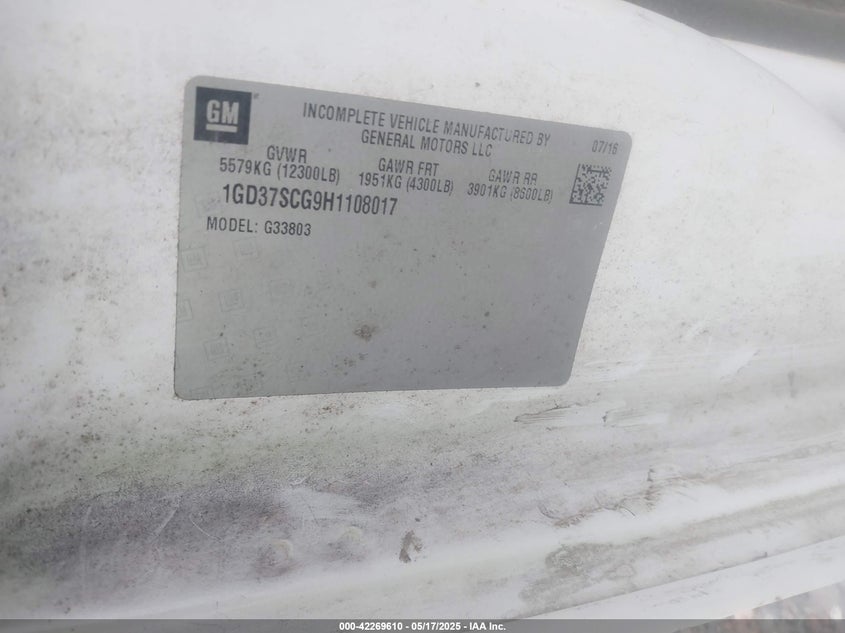 GM
INCOMPLETE VEHICLE MANUFACTURED BY
GENERAL MOTORS LLC
07/16
GVWR
5579KG (12300LB)
GAWR FRT
1951KG (4300LB)
GAWR RR
3901KG (8600LB)
1GD37SCG9H1108017
MODEL: G33803
000-42269610 - 05/17/2025 - IAA Inc.